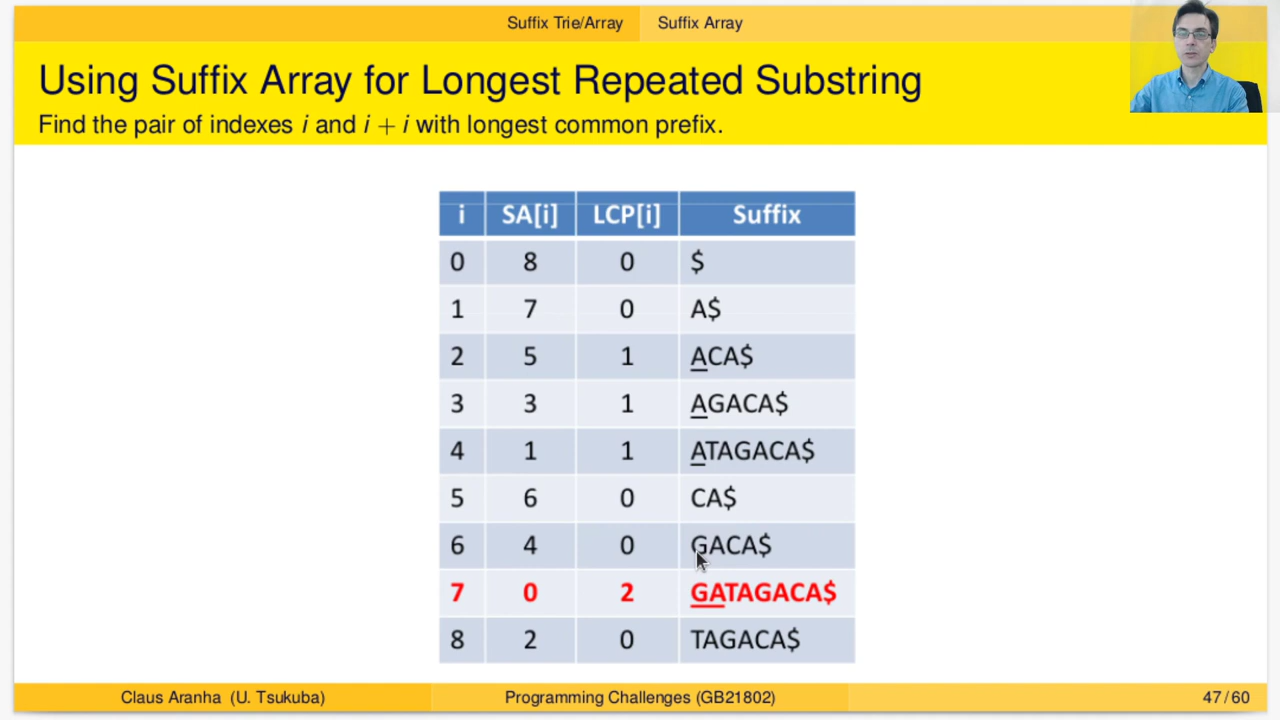 Suffix Trie/Array Suffix Array
Using Suffix Array for Longest Repeated Substring
Find the pair of indexes i and i + i with longest common prefix.
i SA[i] LCP[i] Suffix
0 8 0 $
1 7 0 A$
2 5 1 ACA$
3 3 1 AGACA$
4 1 1 ATAGACA$
5 6 0 CA$
6 4 0 GACA$
7 0 2 GATAGACA$
8 2 0 TAGACA$
Claus Aranha (U. Tsukuba) Programming Challenges (GB21802) 47 / 60